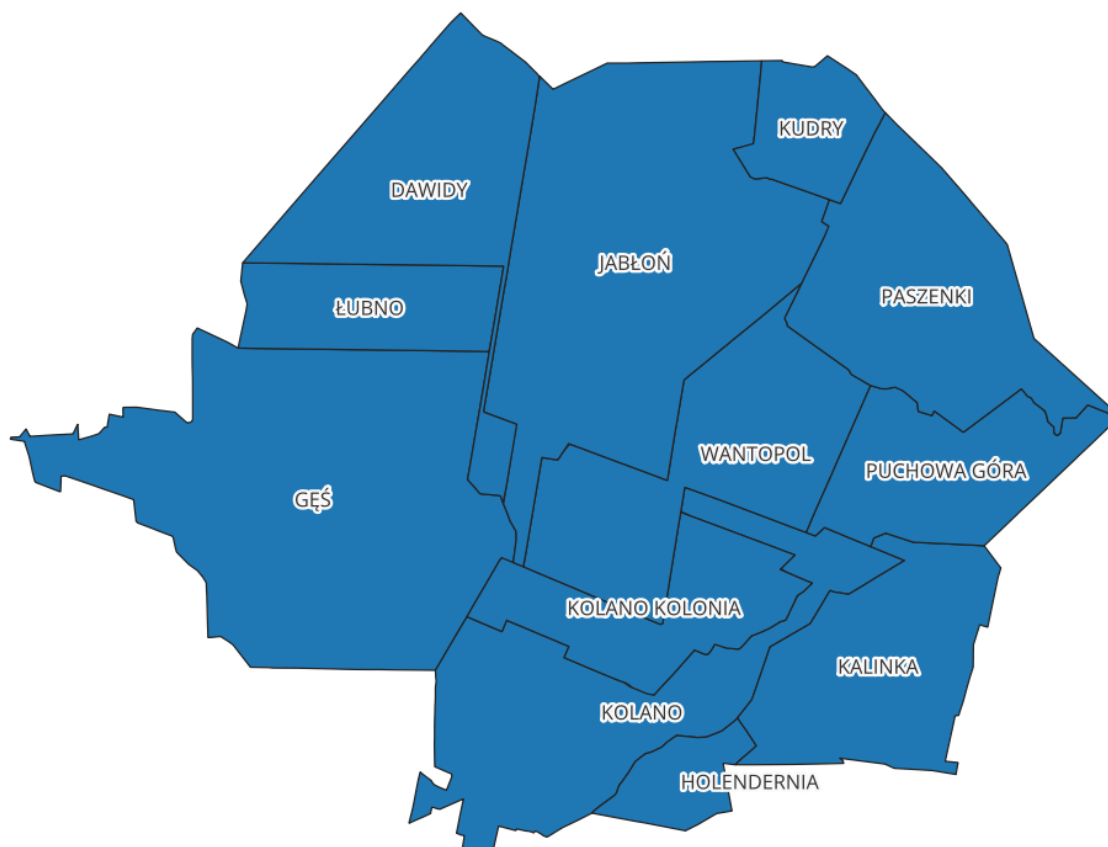 KUDRY
DAWIDY
JABŁOŃ
PASZENKI
ŁUBNO
WANTOPOL
PUCHOWA GÓRA
GĘŚ
KOLANO KOLONIA
KALINKA
KOLANO
HOLENDERNIA